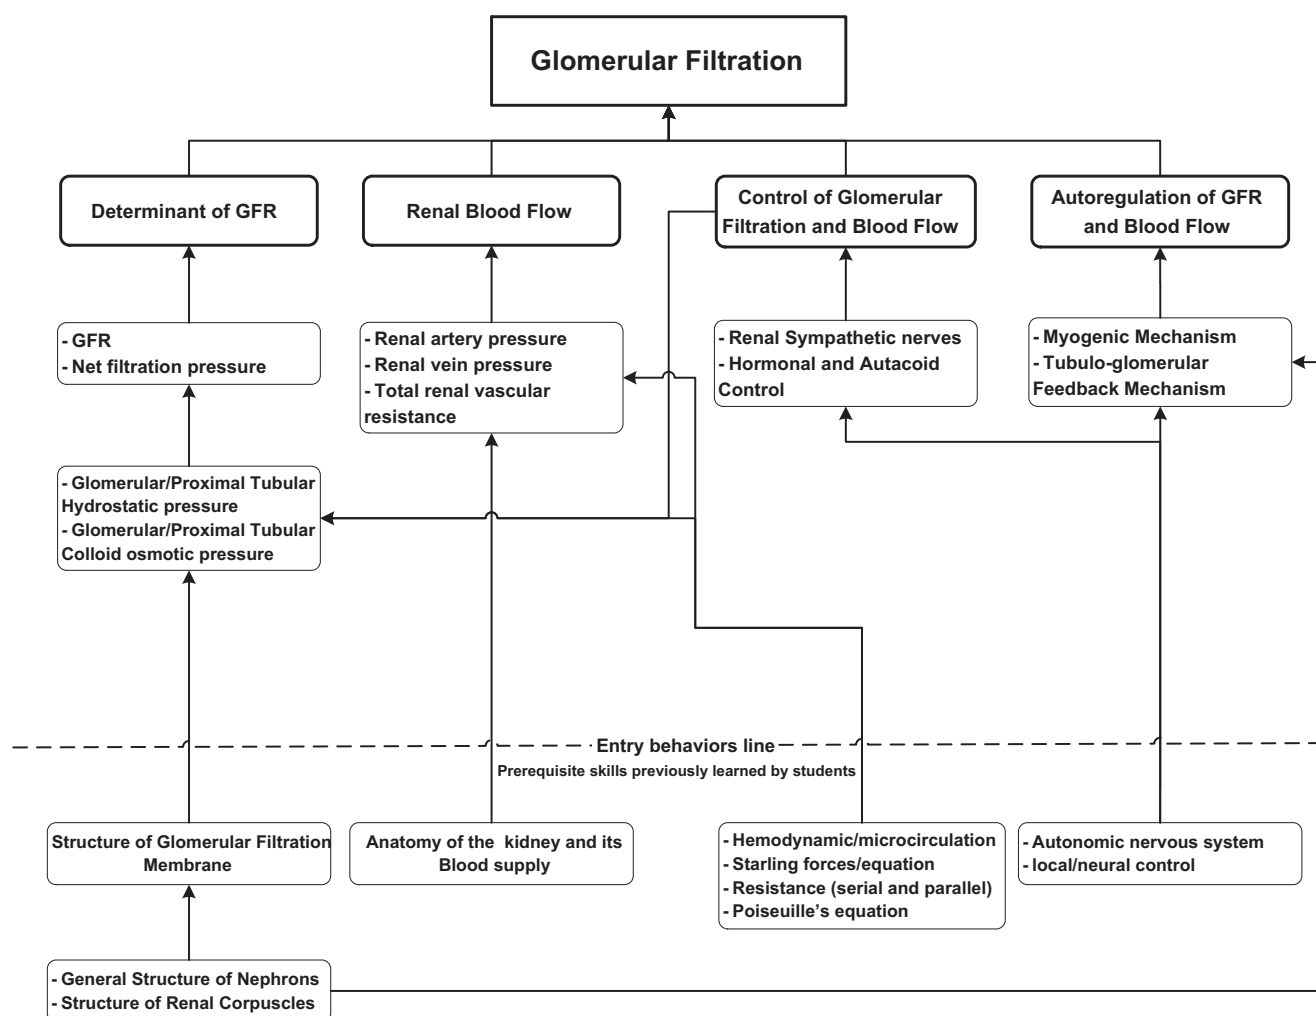 Glomerular Filtration
Determinant of GFR
Renal Blood Flow
Control of Glomerular
Filtration and Blood Flow
Autoregulation of GFR
and Blood Flow
- GFR
- Net filtration pressure
- Renal artery pressure
- Renal vein pressure
- Total renal vascular
resistance
- Renal Sympathetic nerves
- Hormonal and Autacoid
Control
- Myogenic Mechanism
- Tubulo-glomerular
Feedback Mechanism
- Glomerular/Proximal Tubular
Hydrostatic pressure
- Glomerular/Proximal Tubular
Colloid osmotic pressure
Entry behaviors line
Prerequisite skills previously learned by students
Structure of Glomerular Filtration
Membrane
Anatomy of the kidney and its
Blood supply
- Hemodynamic/microcirculation
- Starling forces/equation
- Resistance (serial and parallel)
- Poiseuille's equation
- Autonomic nervous system
- local/neural control
- General Structure of Nephrons
- Structure of Renal Corpuscles